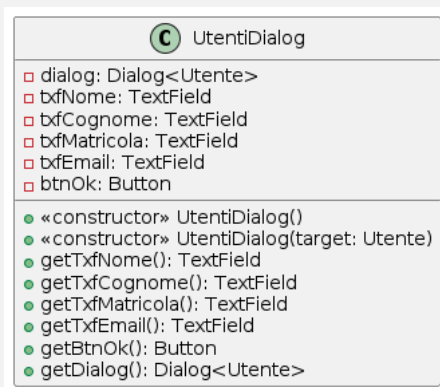 C UtentiDialog
dialog: Dialog<Utente>
txfNome: TextField
txfCognome: TextField
txfMatricola: TextField
txfEmail: TextField
btnOk: Button
«constructor» UtentiDialog()
«constructor» UtentiDialog(target: Utente)
getTxfNome(): TextField
getTxfCognome(): TextField
getTxfMatricola(): TextField
getTxfEmail(): TextField
getBtnOk(): Button
getDialog(): Dialog<Utente>